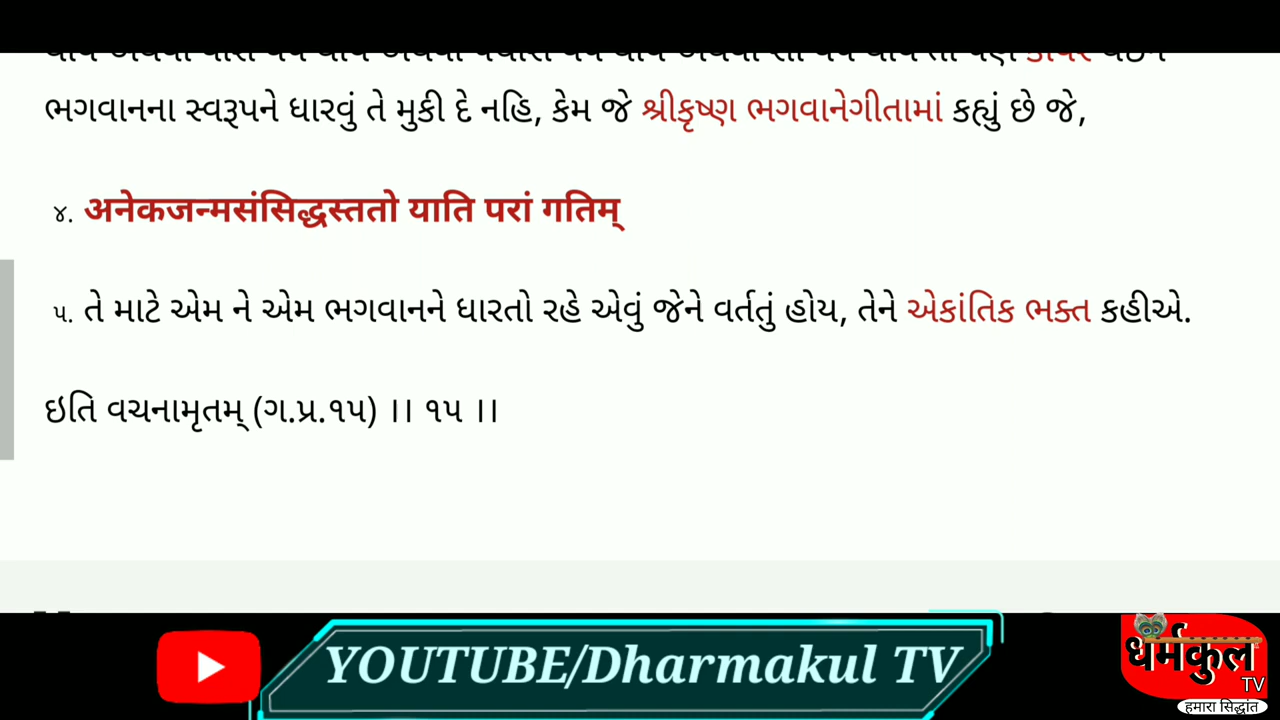 ભગવાનના સ્વરૂપને ધારવું તે મુકી દે નહિ, કેમ જે શ્રીકૃષ્ણ ભગવાનેગીતામાં કહ્યું છે જે,
૪. अनेकजन्मसंसिद्धस्ततो याति परां गतिम्
૫. તે માટે એમ ને એમ ભગવાનને ધારતો રહે એવું જેને વર્તતું હોય, તેને એકાંતિક ભક્ત કહીએ.
ઇતિ વચનામૃતમ્ (ગ.પ્ર.૧૫) ।। ૧૫ ।।
YOUTUBE/Dharmakul TV
धर्मकुल
TV
हमारा सिद्धांत